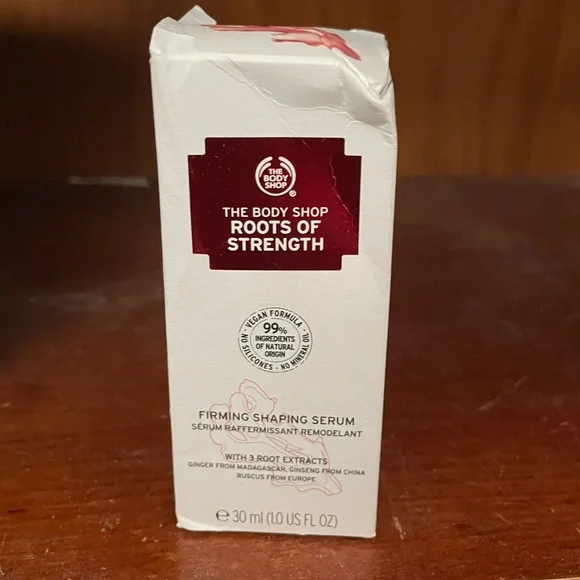 THE
BODY
SHOP
®
THE BODY SHOP
ROOTS OF
STRENGTH
VEGAN FORMULA
NO SILICONES - NO MINERAL OIL
99%
INGREDIENTS
OF NATURAL
ORIGIN
FIRMING SHAPING SERUM
SÉRUM RAFFERMISSANT REMODELANT
WITH 3 ROOT EXTRACTS
GINGER FROM MADAGASCAR, GINSENG FROM CHINA
RUSCUS FROM EUROPE
℮ 30 ml (1.0 US FL OZ)